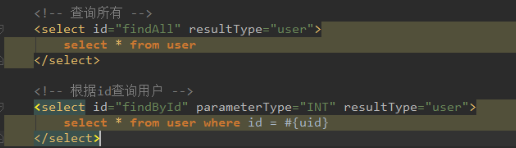 <!-- 查询所有 -->
<select id="findAll" resultType="user">
select * from user
</select>
<!-- 根据id查询用户 -->
<select id="findById" parameterType="INT" resultType="user">
select * from user where id = #{uid}
</select>